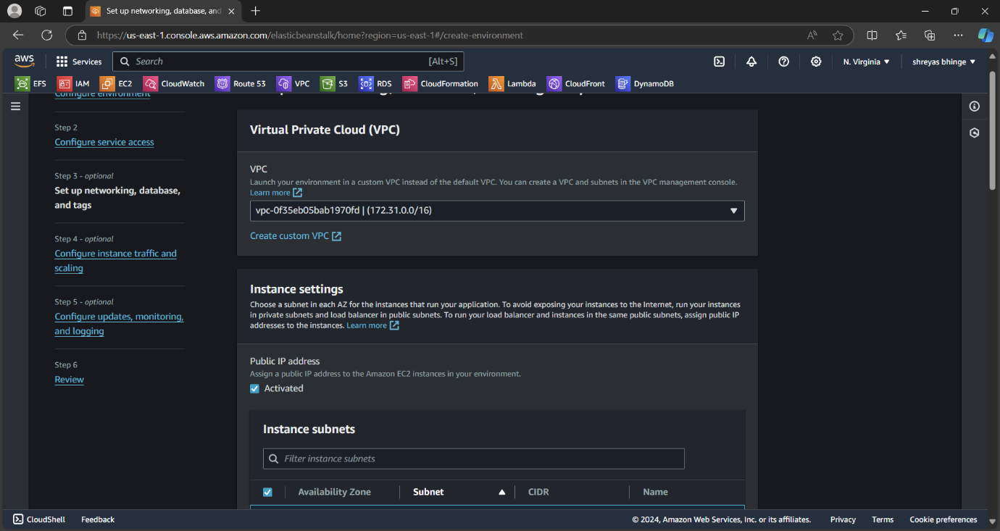 Set up networking, database, and
https://us-east-1.console.aws.amazon.com/elasticbeanstalk/home?region=us-east-1#/create-environment
aws
Services
Search
[Alt+S]
N. Virginia
shreyas bhinge
EFS
IAM
EC2
CloudWatch
Route 53
VPC
S3
RDS
CloudFormation
Lambda
CloudFront
DynamoDB
Configure environment
Step 2
Configure service access
Step 3 - optional
Set up networking, database,
and tags
Step 4 - optional
Configure instance traffic and
scaling
Step 5 - optional
Configure updates, monitoring,
and logging
Step 6
Review
Virtual Private Cloud (VPC)
VPC
Launch your environment in a custom VPC instead of the default VPC. You can create a VPC and subnets in the VPC management console.
Learn more
vpc-0f35eb05bab1970fd | (172.31.0.0/16)
Create custom VPC
Instance settings
Choose a subnet in each AZ for the instances that run your application. To avoid exposing your instances to the Internet, run your instances
in private subnets and load balancer in public subnets. To run your load balancer and instances in the same public subnets, assign public IP
addresses to the instances. Learn more
Public IP address
Assign a public IP address to the Amazon EC2 instances in your environment.
Activated
Instance subnets
Filter instance subnets
Availability Zone
Subnet
CIDR
Name
CloudShell
Feedback
© 2024, Amazon Web Services, Inc. or its affiliates.
Privacy
Terms
Cookie preferences